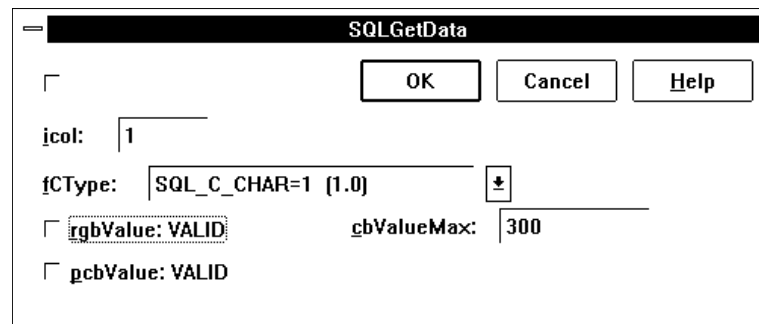 SQLGetData
OK Cancel Help
icol: 1
fCType: SQL_C_CHAR=1 (1.0)
rgbValue: VALID cbValueMax: 300
pcbValue: VALID